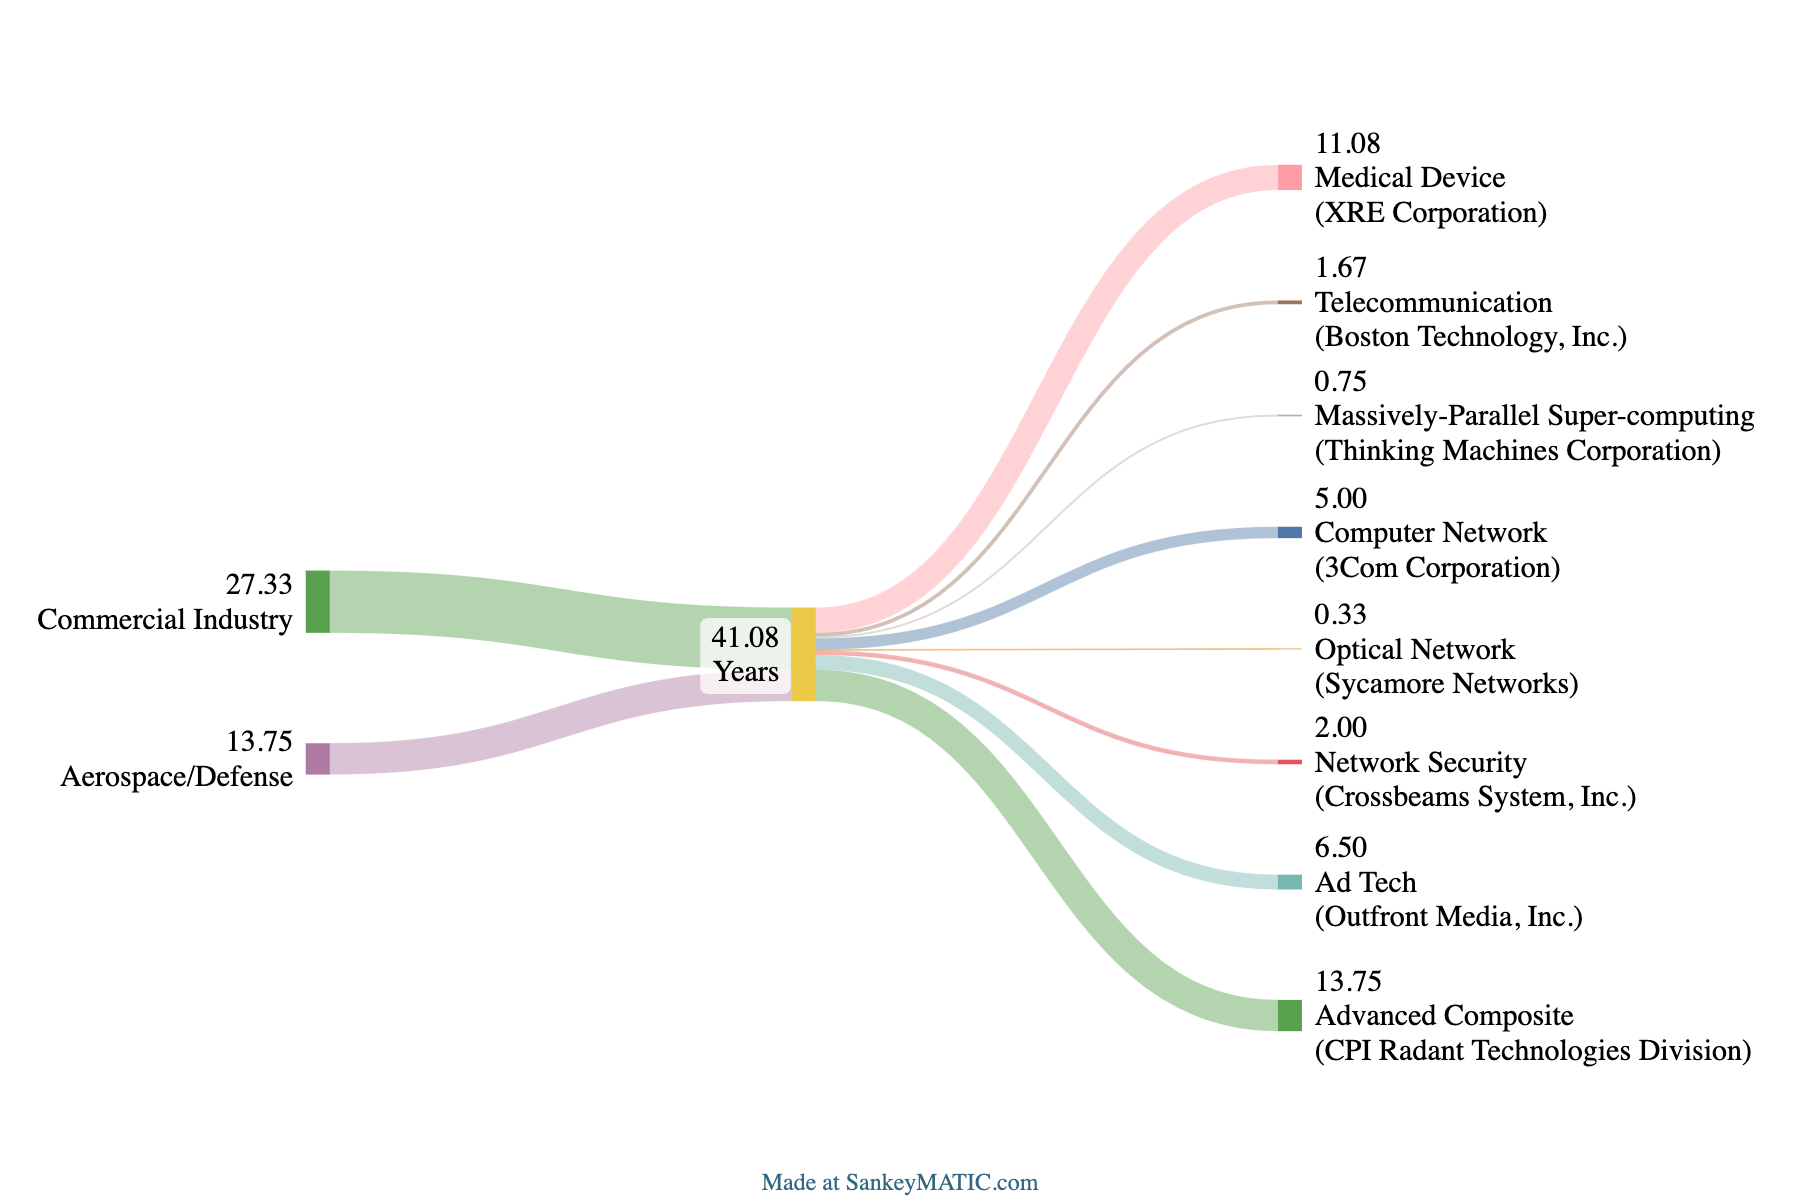 11.08
Medical Device
(XRE Corporation)
1.67
Telecommunication
(Boston Technology, Inc.)
0.75
Massively-Parallel Super-computing
(Thinking Machines Corporation)
5.00
Computer Network
(3Com Corporation)
27.33
Commercial Industry
41.08
Years
0.33
Optical Network
(Sycamore Networks)
13.75
Aerospace/Defense
2.00
Network Security
(Crossbeams System, Inc.)
6.50
Ad Tech
(Outfront Media, Inc.)
13.75
Advanced Composite
(CPI Radant Technologies Division)
Made at SankeyMATIC.com